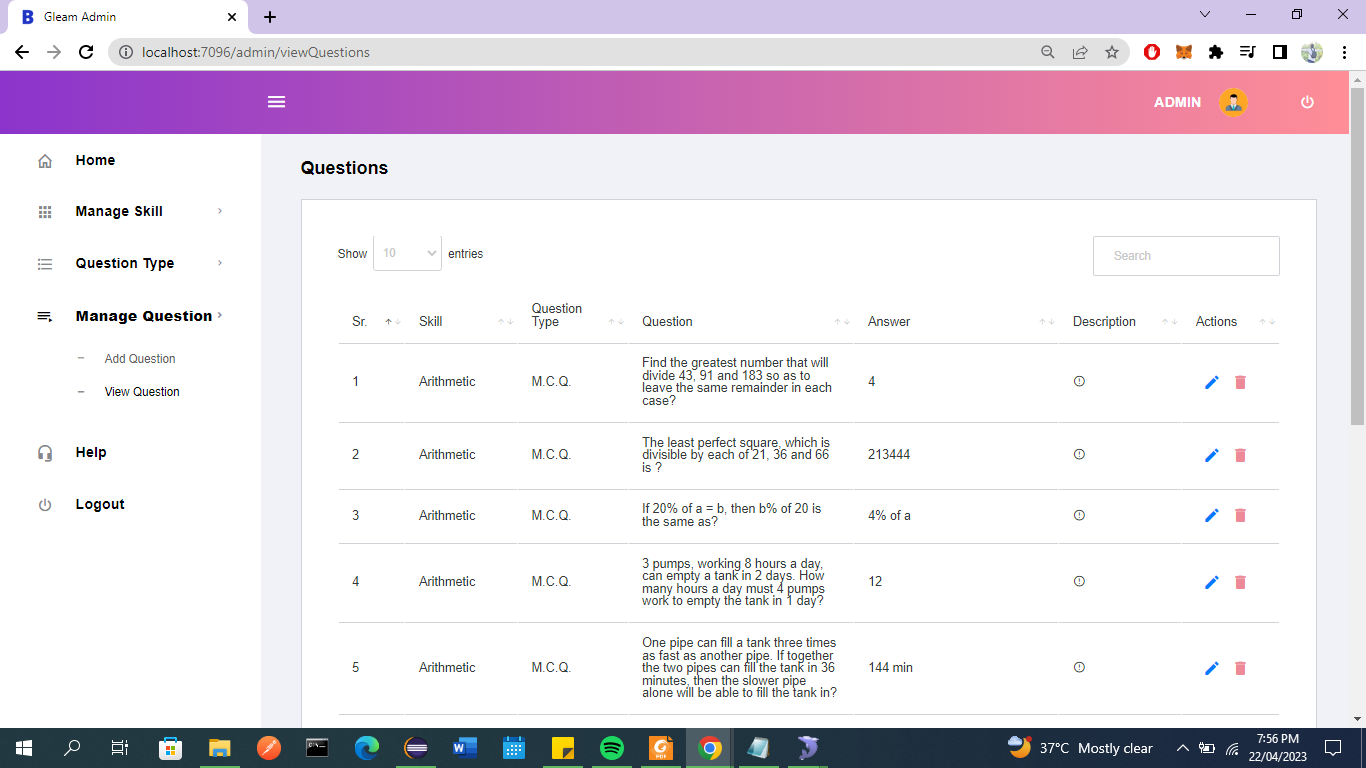 Gleam Admin
localhost:7096/admin/viewQuestions
ADMIN
Home
Manage Skill
Question Type
Manage Question
Add Question
View Question
Help
Logout
Questions
Show 10 entries
Search
Sr. Skill Question Type Question Answer Description Actions
1 Arithmetic M.C.Q. Find the greatest number that will
divide 43, 91 and 183 so as to
leave the same remainder in each
case?
4
2 Arithmetic M.C.Q. The least perfect square, which is
divisible by each of 21, 36 and 66
is ?
213444
3 Arithmetic M.C.Q. If 20% of a = b, then b% of 20 is
the same as?
4% of a
4 Arithmetic M.C.Q. 3 pumps, working 8 hours a day,
can empty a tank in 2 days. How
many hours a day must 4 pumps
work to empty the tank in 1 day?
12
5 Arithmetic M.C.Q. One pipe can fill a tank three times
as fast as another pipe. If together
the two pipes can fill the tank in 36
minutes, then the slower pipe
alone will be able to fill the tank in?
144 min
37°C Mostly clear
7:56 PM
22/04/2023